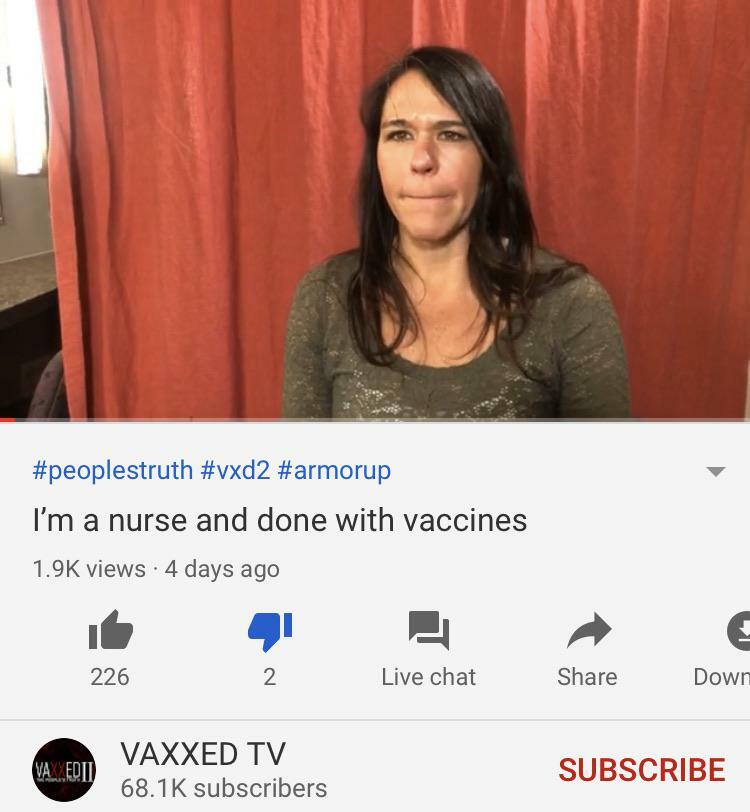 #peoplestruth #vxd2 #armorup
I'm a nurse and done with vaccines
1.9K views · 4 days ago
226
2
Live chat
Share
Down
VAXXED II
VAXXED TV
68.1K subscribers
SUBSCRIBE